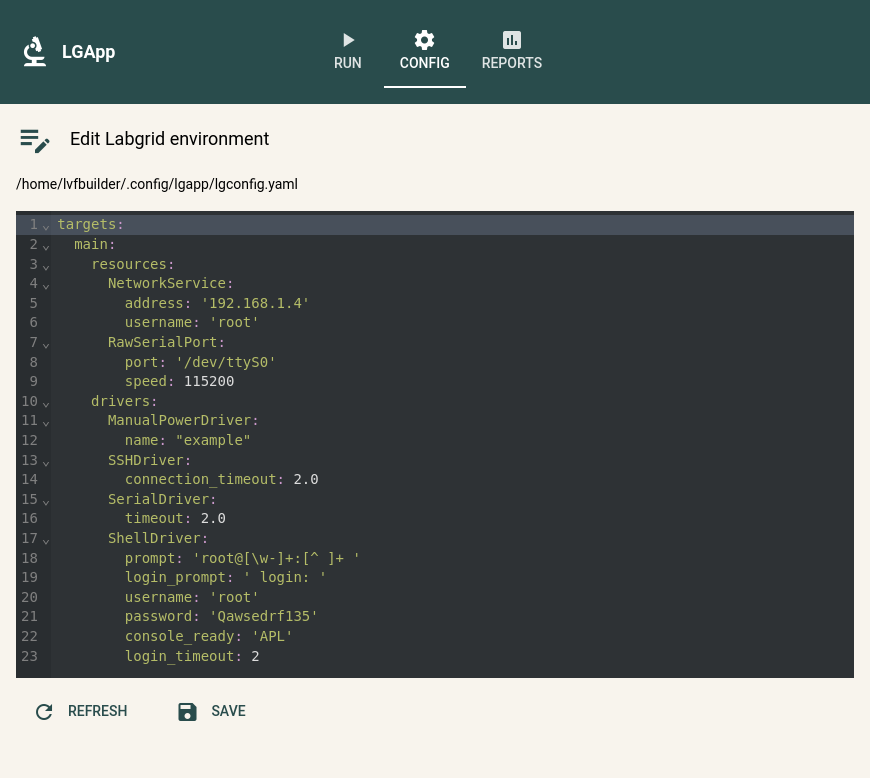 LGApp
RUN
CONFIG
REPORTS
Edit Labgrid environment
/home/lvfbuilder/.config/lgapp/lgconfig.yaml
1 targets:
2   main:
3     resources:
4       NetworkService:
5         address: '192.168.1.4'
6         username: 'root'
7       RawSerialPort:
8         port: '/dev/ttyS0'
9         speed: 115200
10     drivers:
11       ManualPowerDriver:
12         name: "example"
13       SSHDriver:
14         connection_timeout: 2.0
15       SerialDriver:
16         timeout: 2.0
17       ShellDriver:
18         prompt: 'root@[\w-]+:[^ ]+ '
19         login_prompt: ' login: '
20         username: 'root'
21         password: 'Qawsedrf135'
22         console_ready: 'APL'
23         login_timeout: 2
REFRESH
SAVE